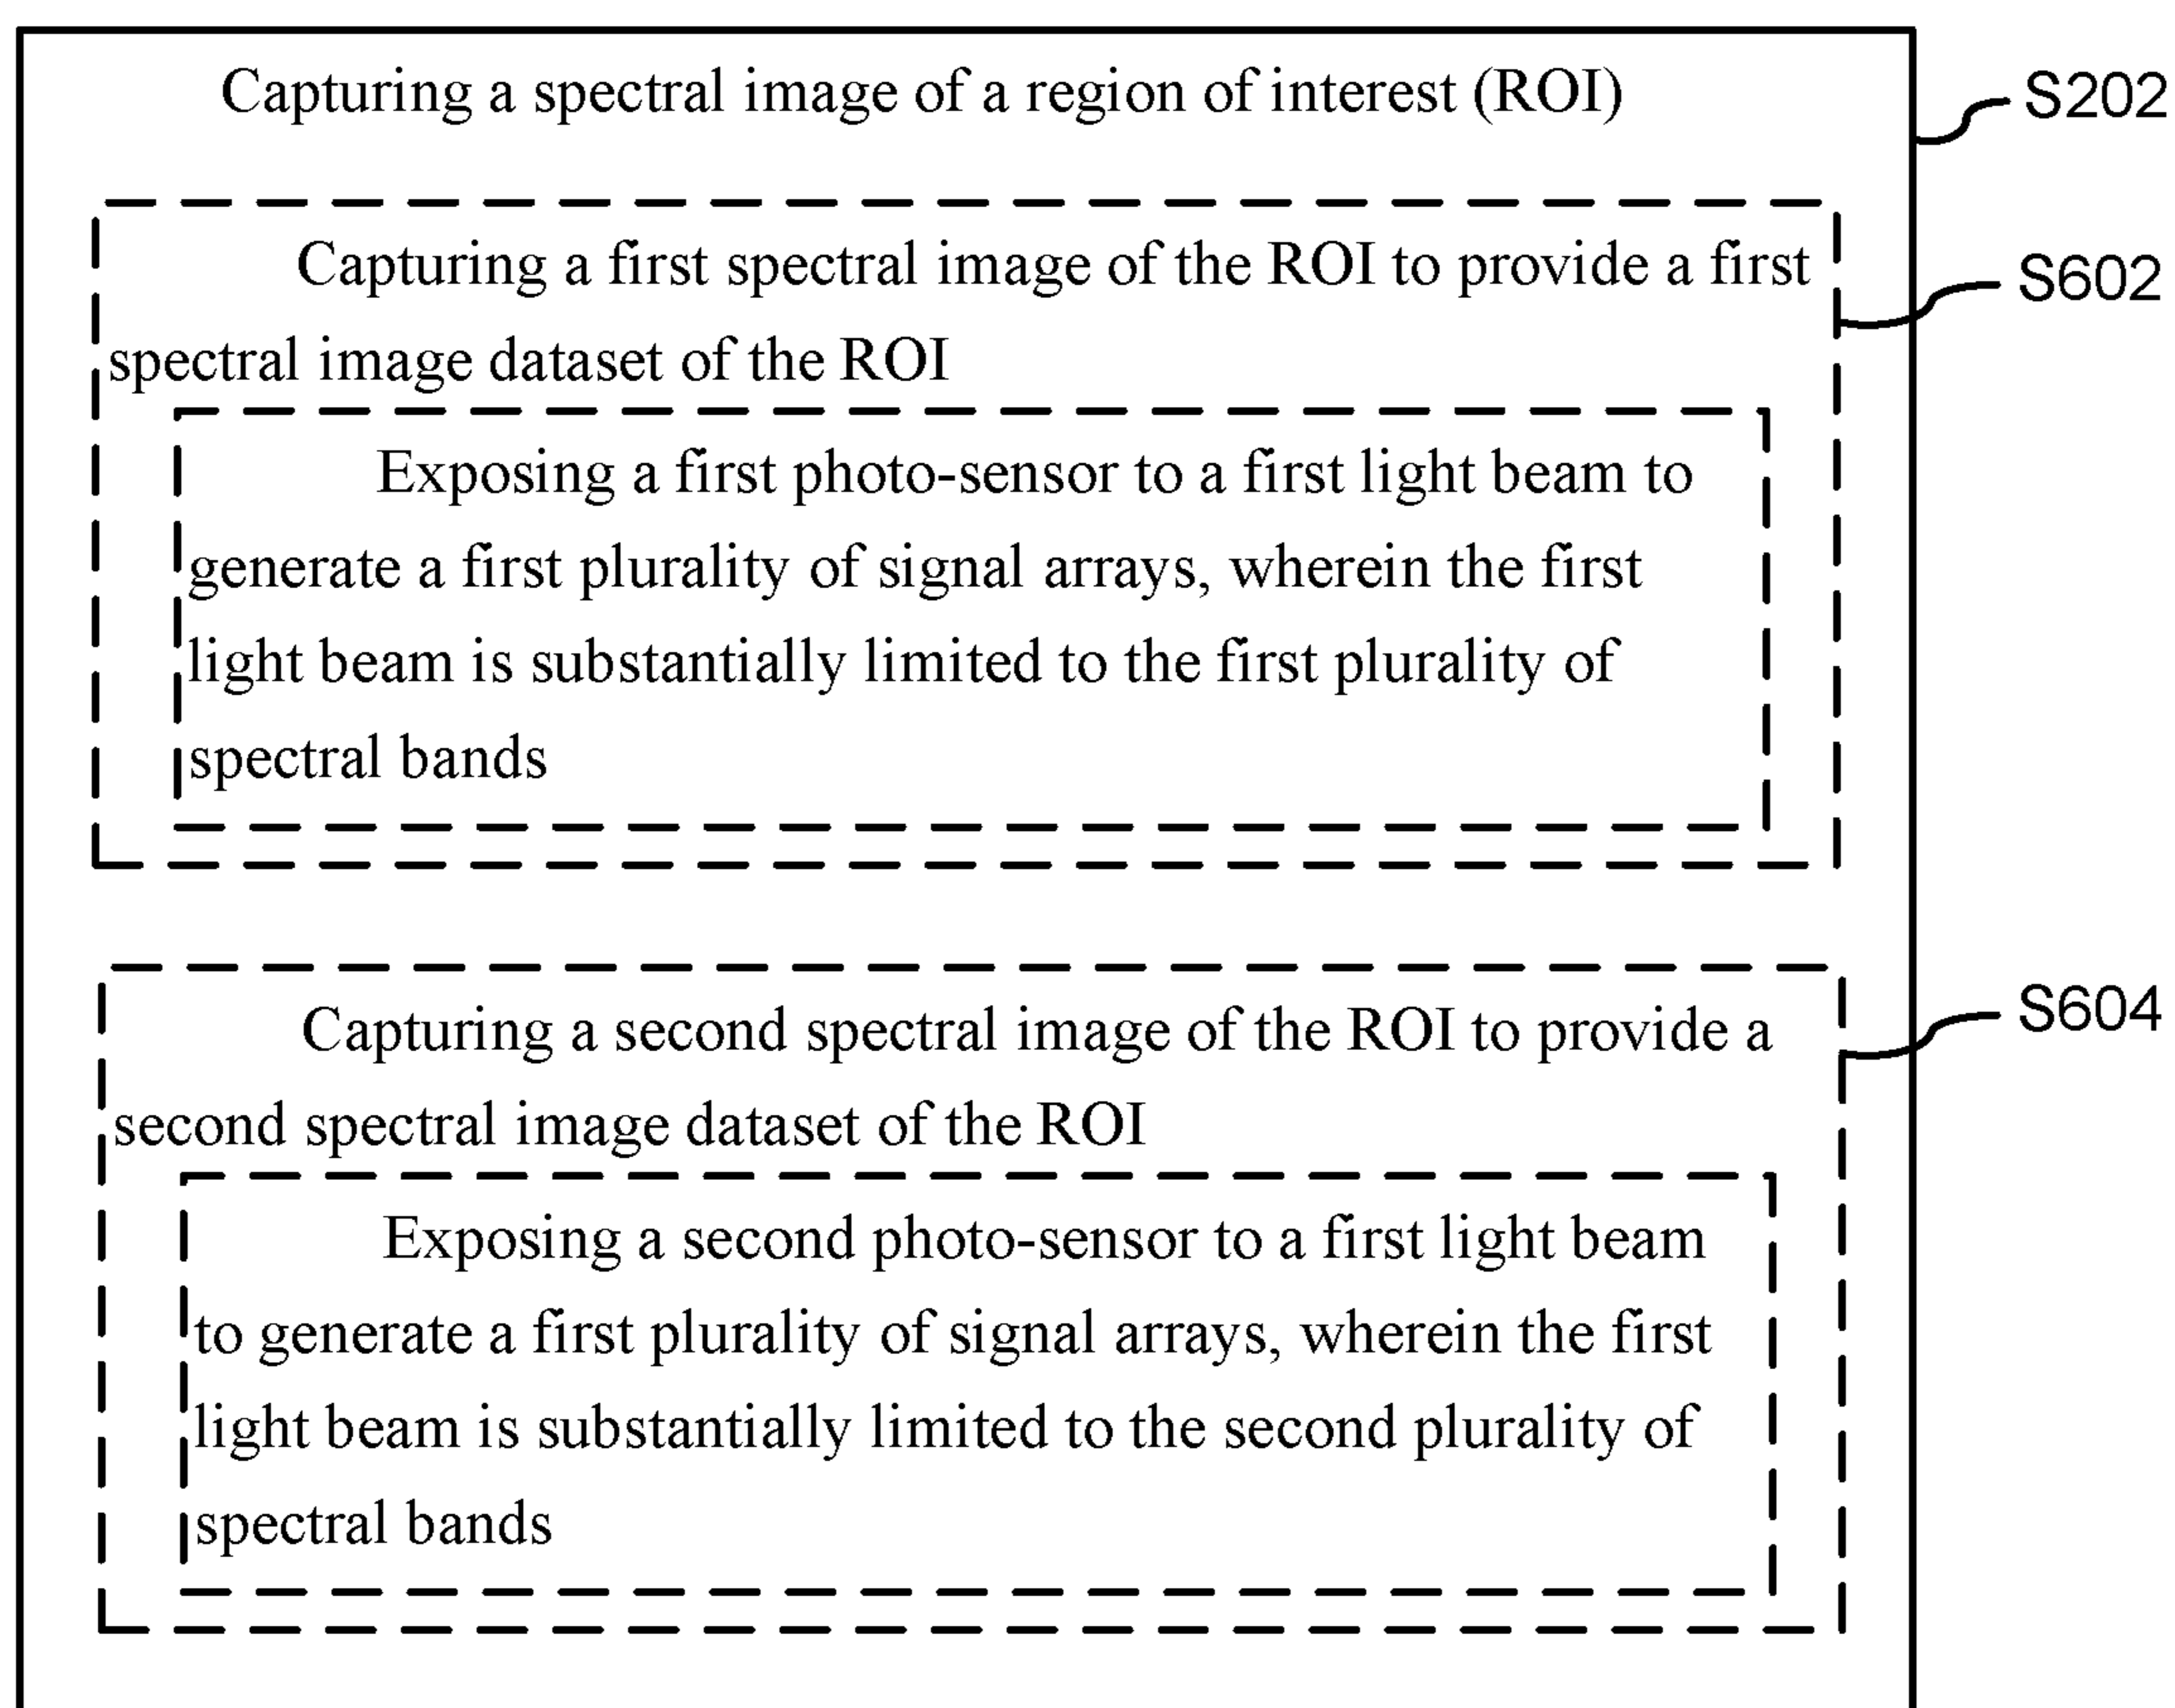 Capturing a spectral image of a region of interest (ROI)
S202
Capturing a first spectral image of the ROI to provide a first
S602
spectral image dataset of the ROI
Exposing a first photo-sensor to a first light beam to
generate a first plurality of signal arrays, wherein the first
light beam is substantially limited to the first plurality of
spectral bands
Capturing a second spectral image of the ROI to provide a
S604
second spectral image dataset of the ROI
Exposing a second photo-sensor to a first light beam
to generate a first plurality of signal arrays, wherein the first
light beam is substantially limited to the second plurality of
spectral bands